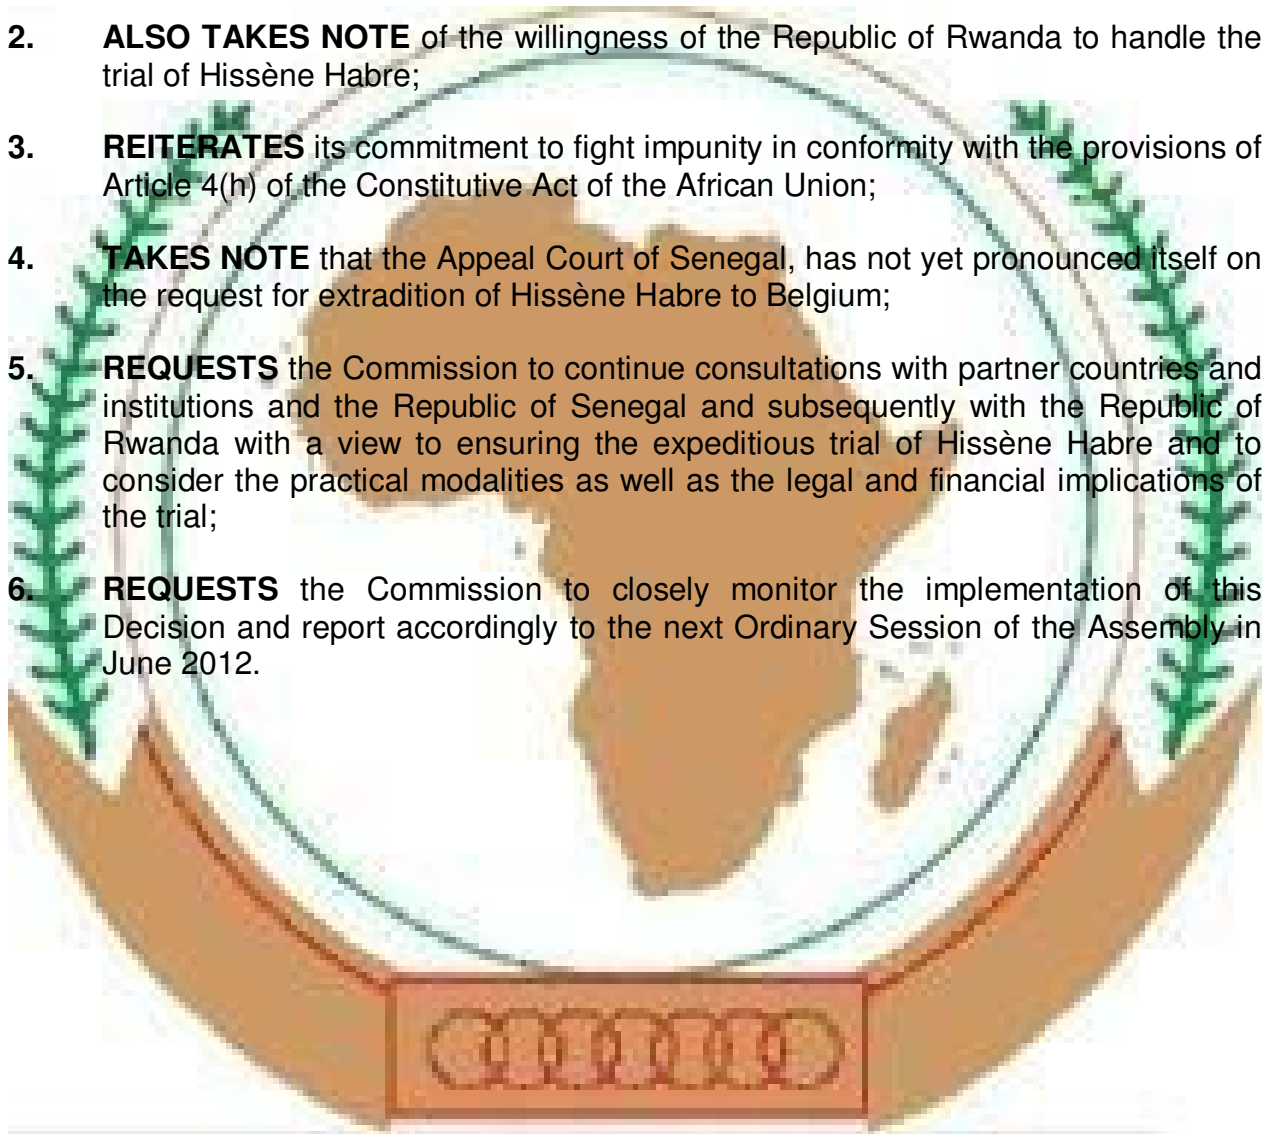 2. ALSO TAKES NOTE of the willingness of the Republic of Rwanda to handle the
trial of Hissène Habre;
3. REITERATES its commitment to fight impunity in conformity with the provisions of
Article 4(h) of the Constitutive Act of the African Union;
4. TAKES NOTE that the Appeal Court of Senegal, has not yet pronounced itself on
the request for extradition of Hissène Habre to Belgium;
5. REQUESTS the Commission to continue consultations with partner countries and
institutions and the Republic of Senegal and subsequently with the Republic of
Rwanda with a view to ensuring the expeditious trial of Hissène Habre and to
consider the practical modalities as well as the legal and financial implications of
the trial;
6. REQUESTS the Commission to closely monitor the implementation of this
Decision and report accordingly to the next Ordinary Session of the Assembly in
June 2012.